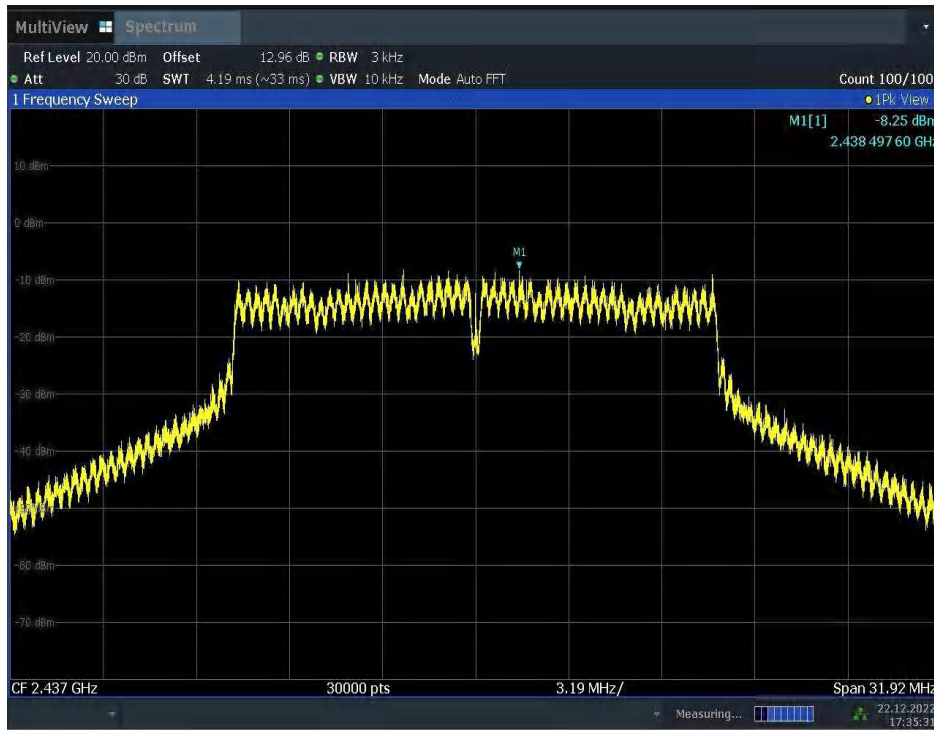 MultiView Spectrum
Ref Level 20.00 dBm Offset 12.96 dB RBW 3 kHz
Att 30 dB SWT 4.19 ms (~33 ms) VBW 10 kHz Mode Auto FFT Count 100/100
1 Frequency Sweep 1Pk View
M1[1] -8.25 dBm
2.438 497 60 GHz
10 dBm
0 dBm
M1
-10 dBm
-20 dBm
-30 dBm
-40 dBm
-60 dBm
-70 dBm
CF 2.437 GHz 30000 pts 3.19 MHz/ Span 31.92 MHz
Measuring... 22.12.2022
17:35:31